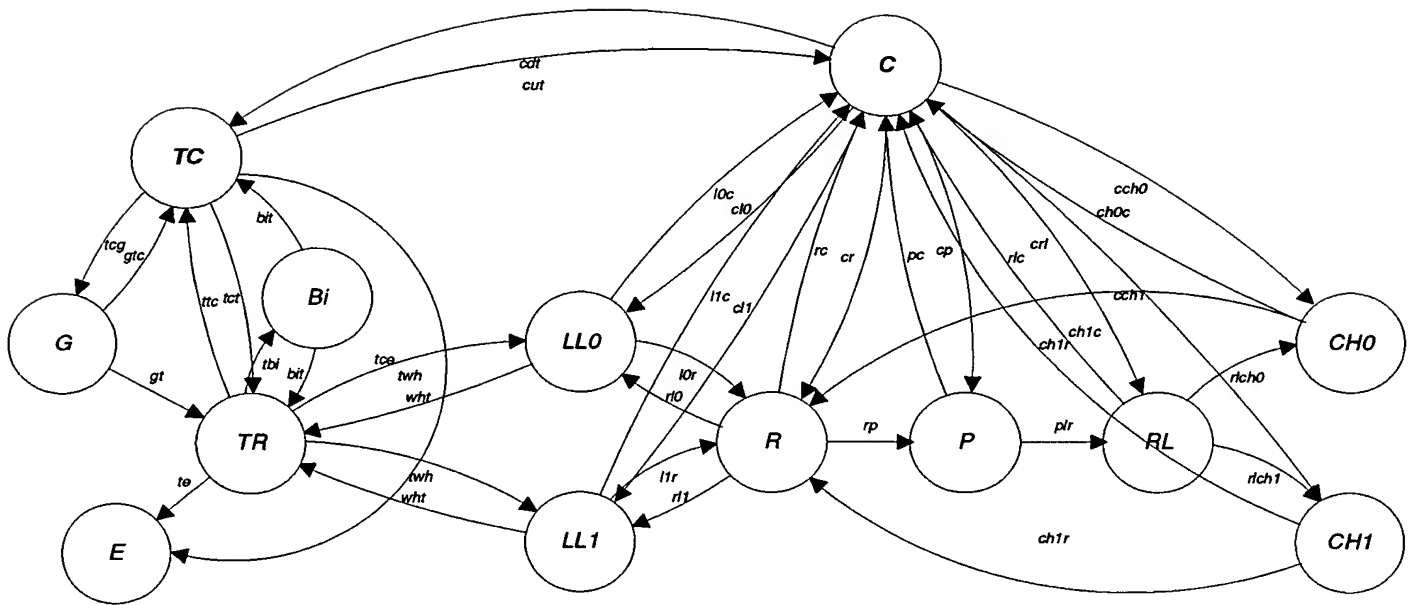 C
cdt
cut
TC
l0c
cl0
cch0
ch0c
bit
tcg
gtc
rc
cr
pc
cp
rlc
crl
Bi
ttc
tct
l1c
cl1
cch1
G
LL0
CH0
tbi
bit
tce
twh
wht
ch1r
ch1c
gt
l0r
rl0
rlch0
TR
R
rp
P
plr
RL
te
twh
wht
l1r
rl1
rlch1
E
LL1
ch1r
CH1